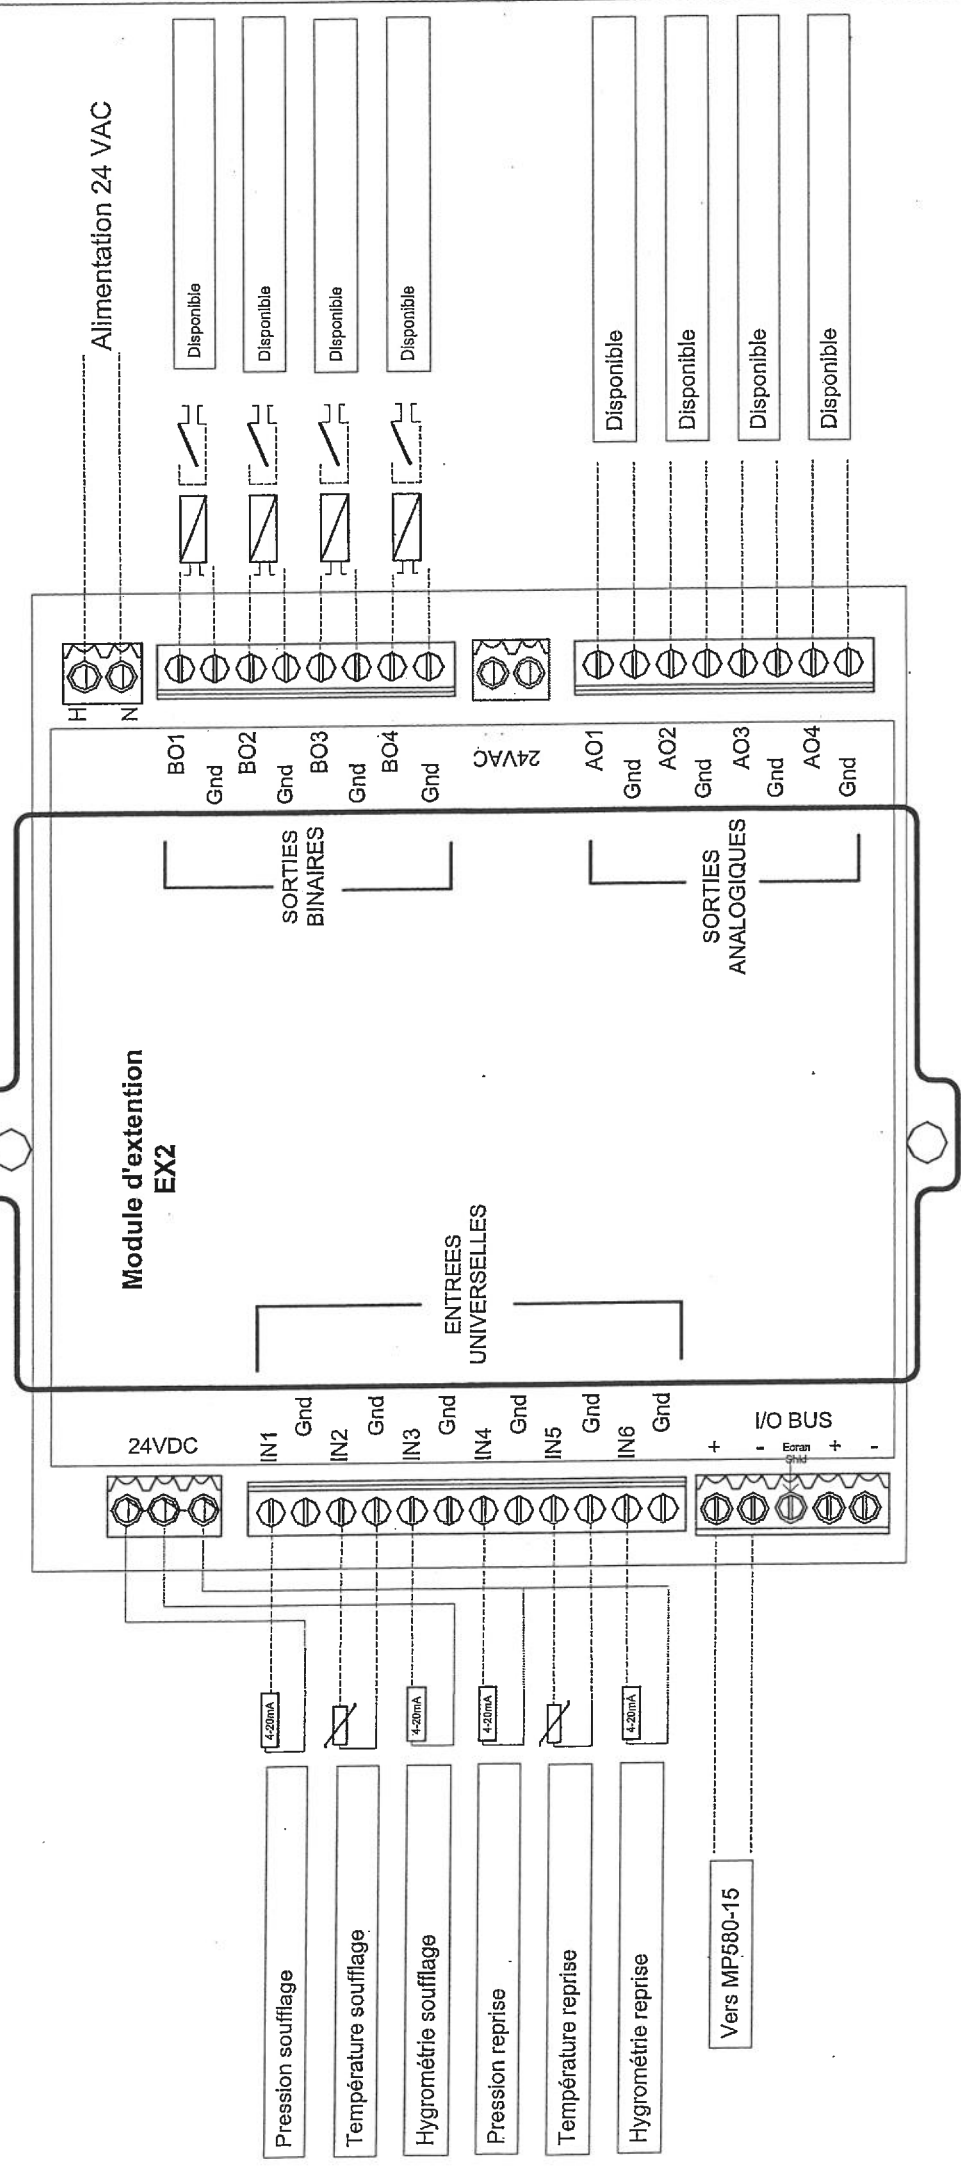 Module d'extention
EX2
24VDC
IN1
Gnd
IN2
Gnd
IN3
Gnd
IN4
Gnd
IN5
Gnd
IN6
Gnd
ENTREES
UNIVERSELLES
I/O BUS
+
-
Ecran
Shld
+
-
4-20mA
4-20mA
4-20mA
4-20mA
Pression soufflage
Température soufflage
Hygrométrie soufflage
Pression reprise
Température reprise
Hygrométrie reprise
Vers MP580-15
Alimentation 24 VAC
H
N
BO1
Gnd
BO2
Gnd
BO3
Gnd
BO4
Gnd
SORTIES
BINAIRES
Disponible
Disponible
Disponible
Disponible
24VAC
AO1
Gnd
AO2
Gnd
AO3
Gnd
AO4
Gnd
SORTIES
ANALOGIQUES
Disponible
Disponible
Disponible
Disponible